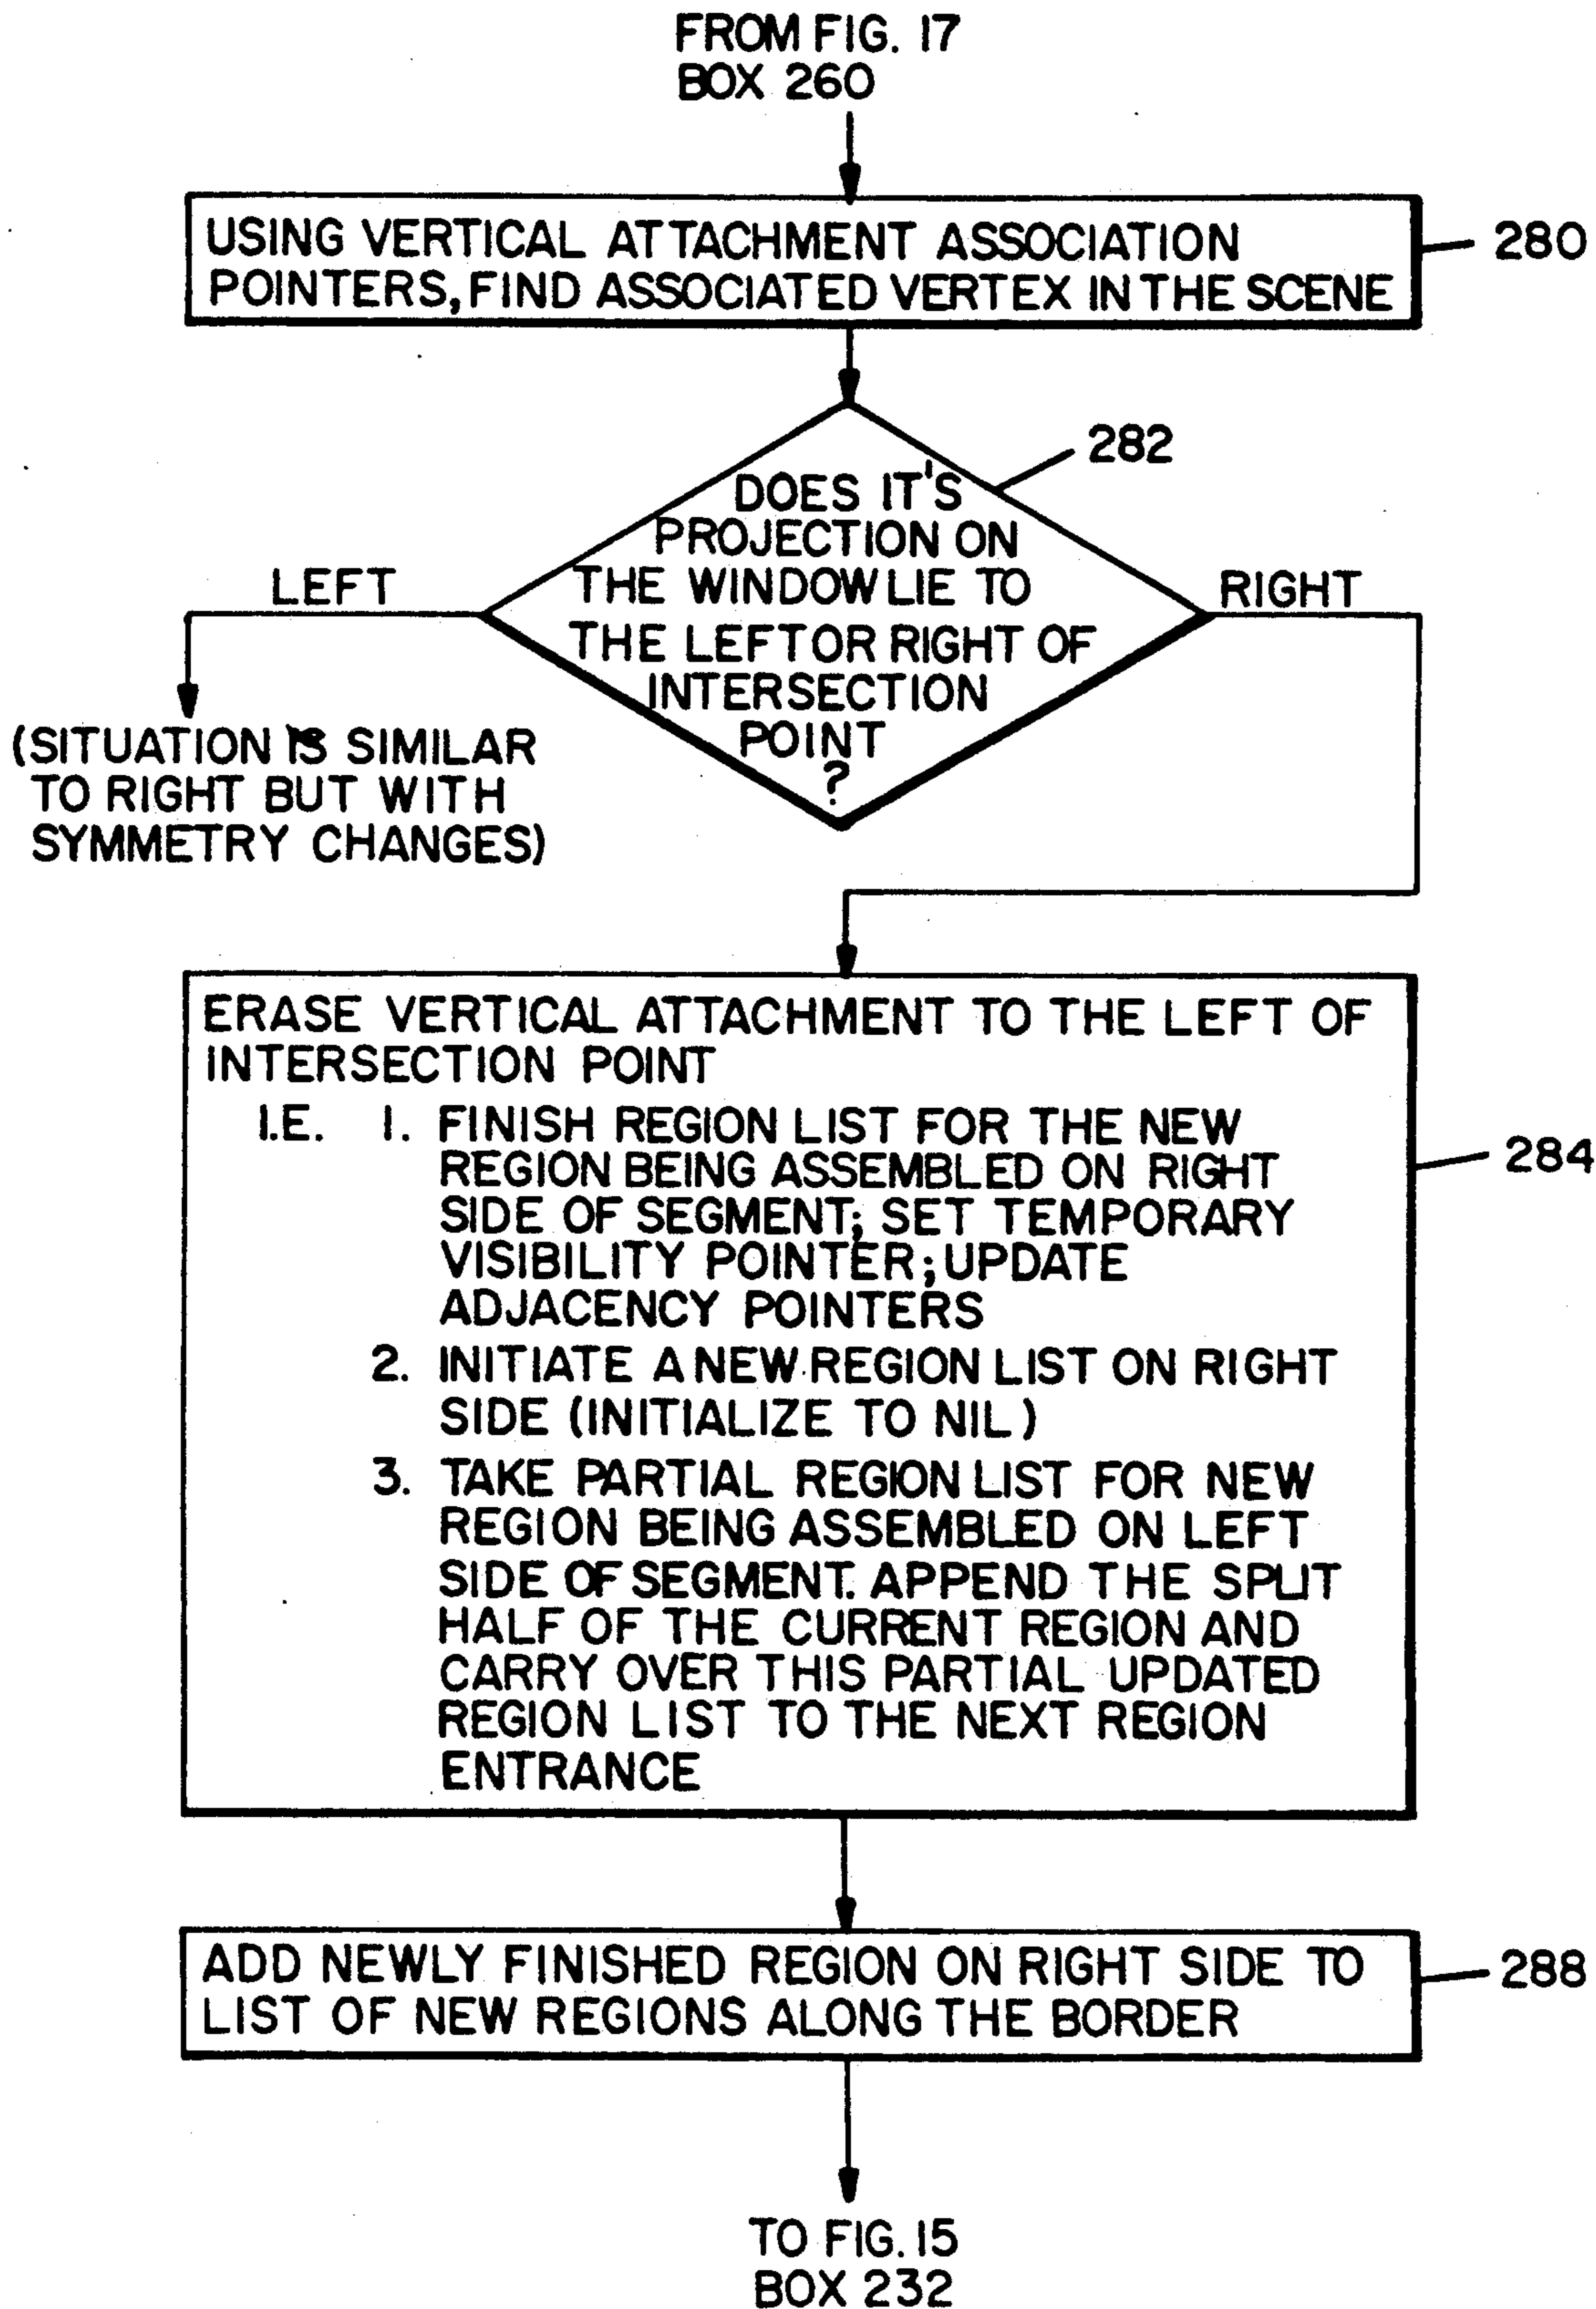 FROM FIG. 17
BOX 260
USING VERTICAL ATTACHMENT ASSOCIATION
POINTERS, FIND ASSOCIATED VERTEX IN THE SCENE
280
282
DOES IT'S
PROJECTION ON
THE WINDOW LIE TO
THE LEFT OR RIGHT OF
INTERSECTION
POINT
?
LEFT
RIGHT
(SITUATION IS SIMILAR
TO RIGHT BUT WITH
SYMMETRY CHANGES)
ERASE VERTICAL ATTACHMENT TO THE LEFT OF
INTERSECTION POINT
I.E. 1. FINISH REGION LIST FOR THE NEW
REGION BEING ASSEMBLED ON RIGHT
SIDE OF SEGMENT; SET TEMPORARY
VISIBILITY POINTER; UPDATE
ADJACENCY POINTERS
2. INITIATE A NEW REGION LIST ON RIGHT
SIDE (INITIALIZE TO NIL)
3. TAKE PARTIAL REGION LIST FOR NEW
REGION BEING ASSEMBLED ON LEFT
SIDE OF SEGMENT. APPEND THE SPLIT
HALF OF THE CURRENT REGION AND
CARRY OVER THIS PARTIAL UPDATED
REGION LIST TO THE NEXT REGION
ENTRANCE
284
ADD NEWLY FINISHED REGION ON RIGHT SIDE TO
LIST OF NEW REGIONS ALONG THE BORDER
288
TO FIG. 15
BOX 232